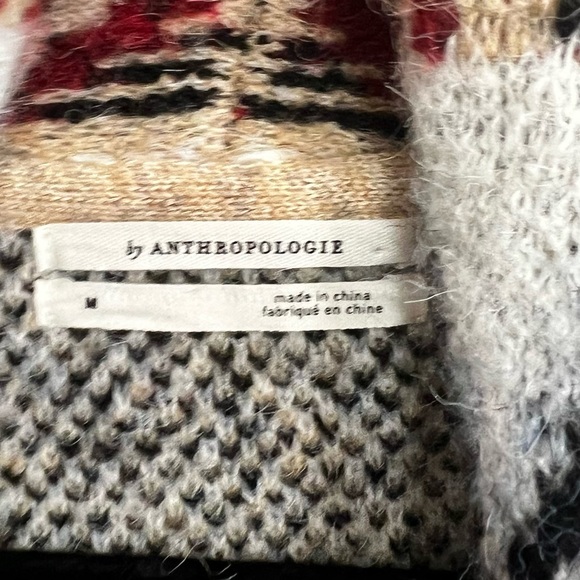 by ANTHROPOLOGIE
M
made in china
fabriqué en chine